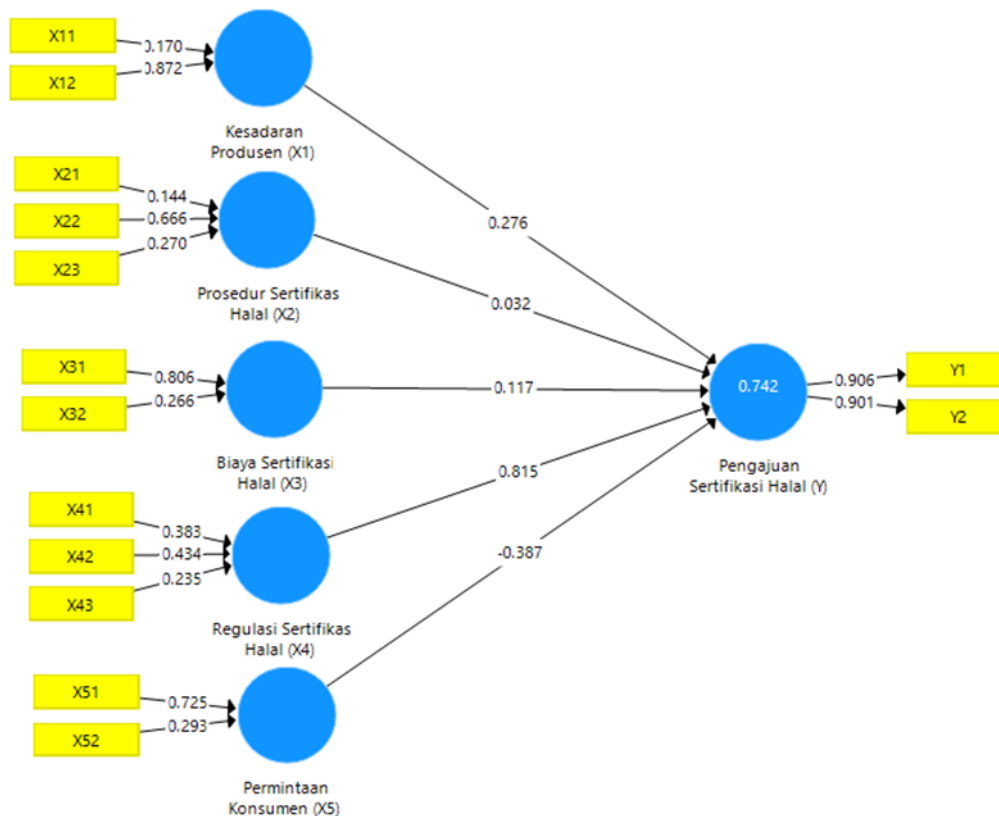 X11
0.170
X12
0.872
Kesadaran
Produsen (X1)
X21
0.144
X22
0.666
X23
0.270
Prosedur Sertifikas
Halal (X2)
X31
0.806
X32
0.266
Biaya Sertifikasi
Halal (X3)
X41
0.383
X42
0.434
X43
0.235
Regulasi Sertifikas
Halal (X4)
X51
0.725
X52
0.293
Permintaan
Konsumen (X5)
0.276
0.032
0.117
0.815
-0.387
0.742
Pengajuan
Sertifikasi Halal (Y)
0.906
Y1
0.901
Y2